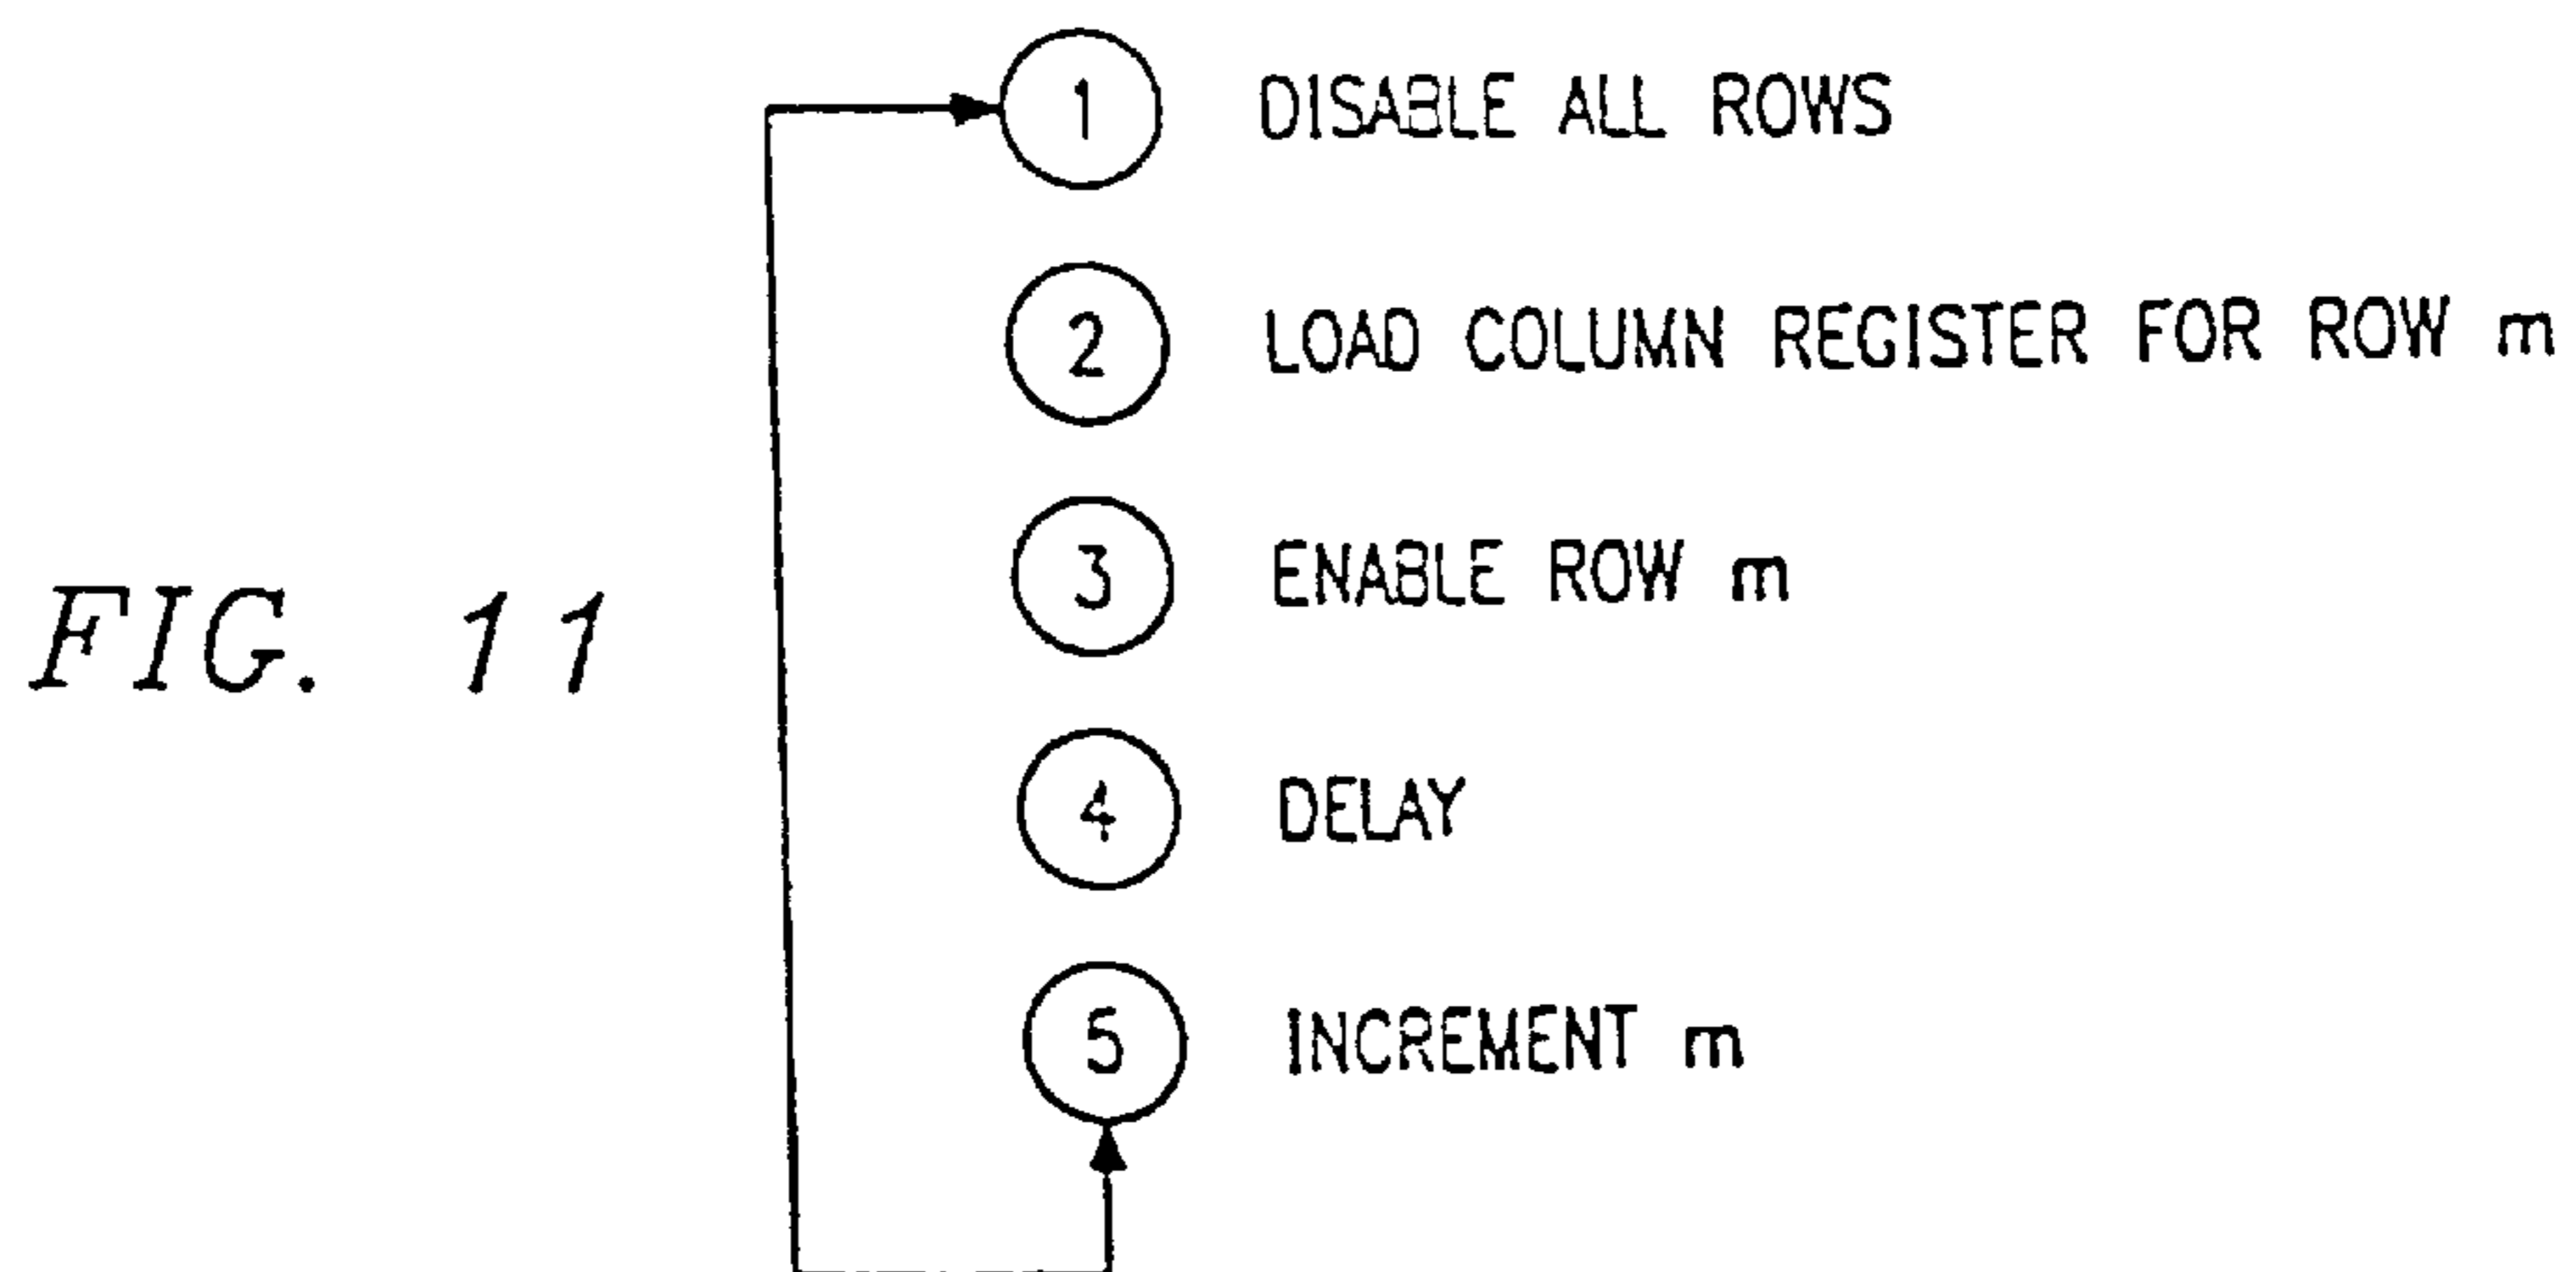 1 DISABLE ALL ROWS
2 LOAD COLUMN REGISTER FOR ROW m
3 ENABLE ROW m
FIG. 11
4 DELAY
5 INCREMENT m